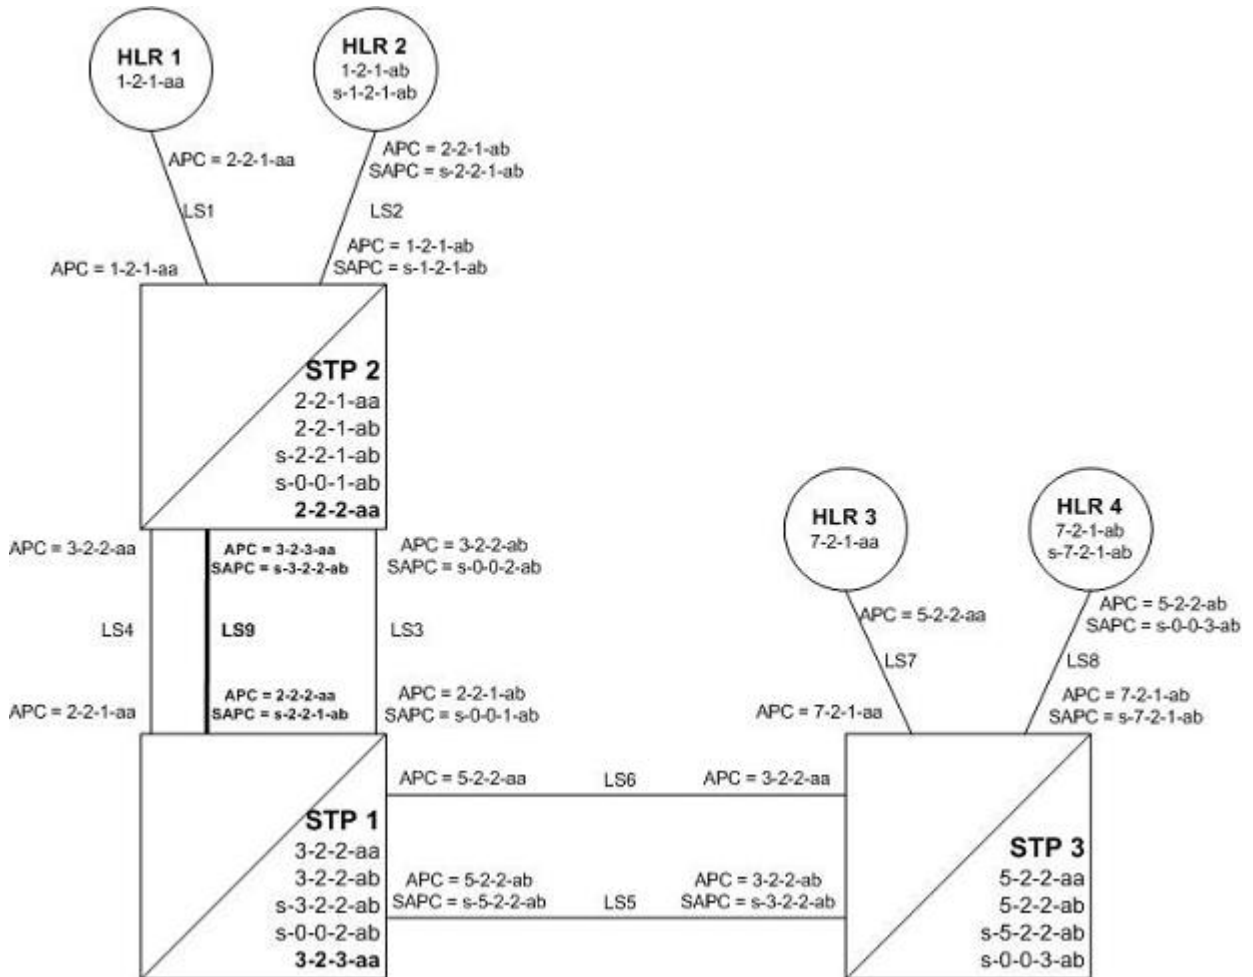 HLR 1
1-2-1-aa
HLR 2
1-2-1-ab
s-1-2-1-ab
APC = 2-2-1-aa
APC = 2-2-1-ab
SAPC = s-2-2-1-ab
LS1
LS2
APC = 1-2-1-aa
APC = 1-2-1-ab
SAPC = s-1-2-1-ab
STP 2
2-2-1-aa
2-2-1-ab
s-2-2-1-ab
s-0-0-1-ab
2-2-2-aa
APC = 3-2-2-aa
APC = 3-2-3-aa
SAPC = s-3-2-2-ab
APC = 3-2-2-ab
SAPC = s-0-0-2-ab
LS4
LS9
LS3
APC = 2-2-1-aa
APC = 2-2-2-aa
SAPC = s-2-2-1-ab
APC = 2-2-1-ab
SAPC = s-0-0-1-ab
HLR 3
7-2-1-aa
HLR 4
7-2-1-ab
s-7-2-1-ab
APC = 5-2-2-aa
APC = 5-2-2-ab
SAPC = s-0-0-3-ab
LS7
LS8
APC = 7-2-1-aa
APC = 7-2-1-ab
SAPC = s-7-2-1-ab
STP 1
3-2-2-aa
3-2-2-ab
s-3-2-2-ab
s-0-0-2-ab
3-2-3-aa
APC = 5-2-2-aa
LS6
APC = 3-2-2-aa
APC = 5-2-2-ab
SAPC = s-5-2-2-ab
LS5
APC = 3-2-2-ab
SAPC = s-3-2-2-ab
STP 3
5-2-2-aa
5-2-2-ab
s-5-2-2-ab
s-0-0-3-ab